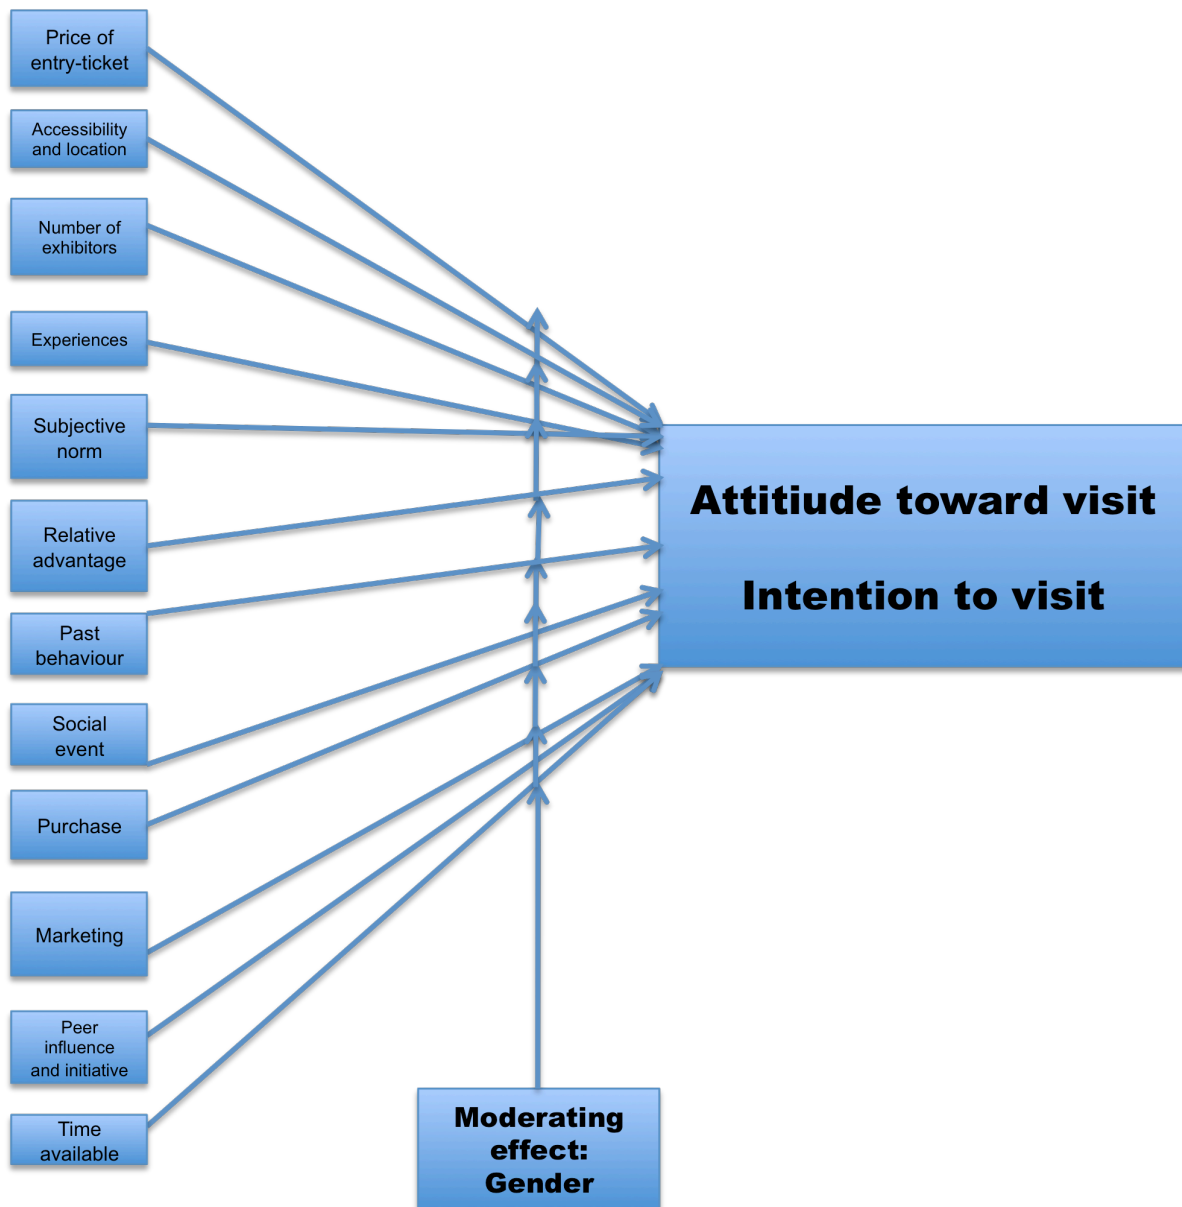 Price of
entry-ticket
Accessibility
and location
Number of
exhibitors
Experiences
Subjective
norm
Relative
advantage
Past
behaviour
Social
event
Purchase
Marketing
Peer
influence
and initiative
Time
available
Attitiude toward visit
Intention to visit
Moderating
effect:
Gender